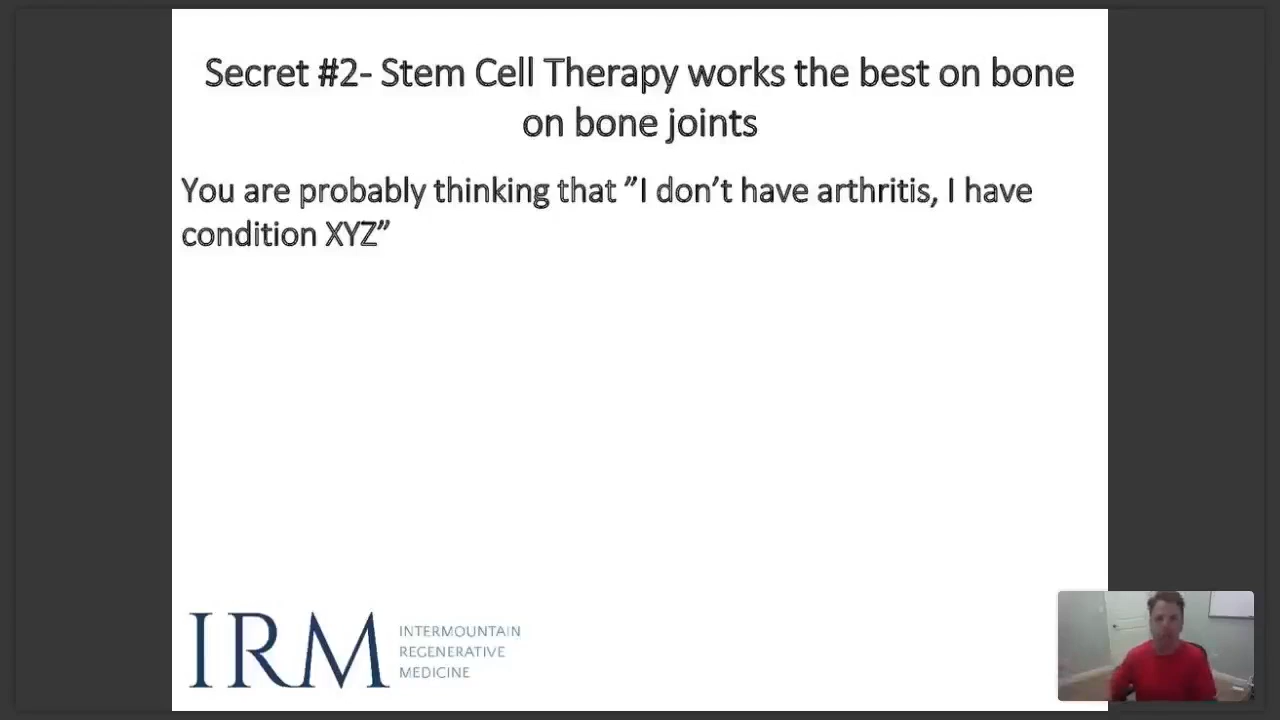 Secret #2- Stem Cell Therapy works the best on bone
on bone joints
You are probably thinking that ”I don’t have arthritis, I have
condition XYZ”
IRM
INTERMOUNTAIN
REGENERATIVE
MEDICINE